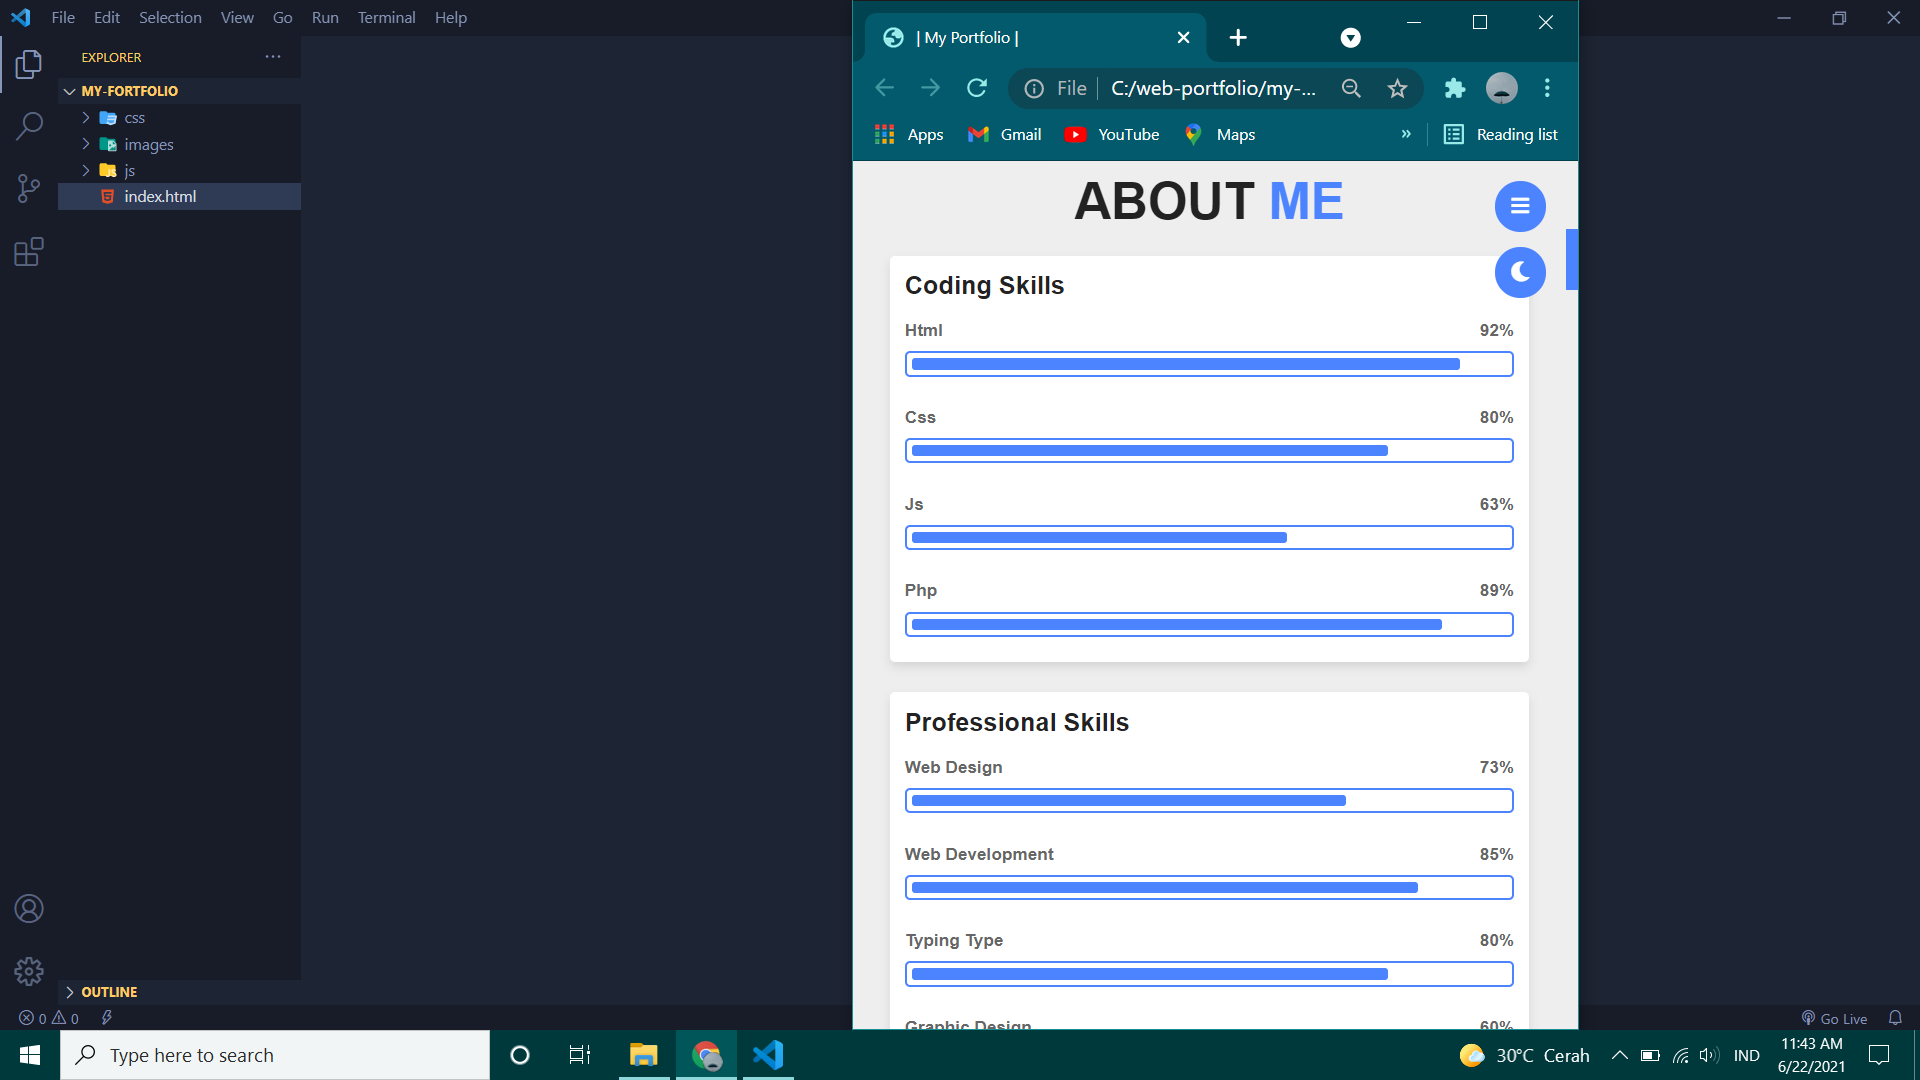 File Edit Selection View Go Run Terminal Help
EXPLORER
MY-FORTFOLIO
css
images
js
index.html
OUTLINE
0 0
Go Live
| My Portfolio |
File C:/web-portfolio/my-...
Apps Gmail YouTube Maps » Reading list
ABOUT ME
Coding Skills
Html 92%
Css 80%
Js 63%
Php 89%
Professional Skills
Web Design 73%
Web Development 85%
Typing Type 80%
Graphic Design 60%
Type here to search
30°C Cerah
IND
11:43 AM
6/22/2021